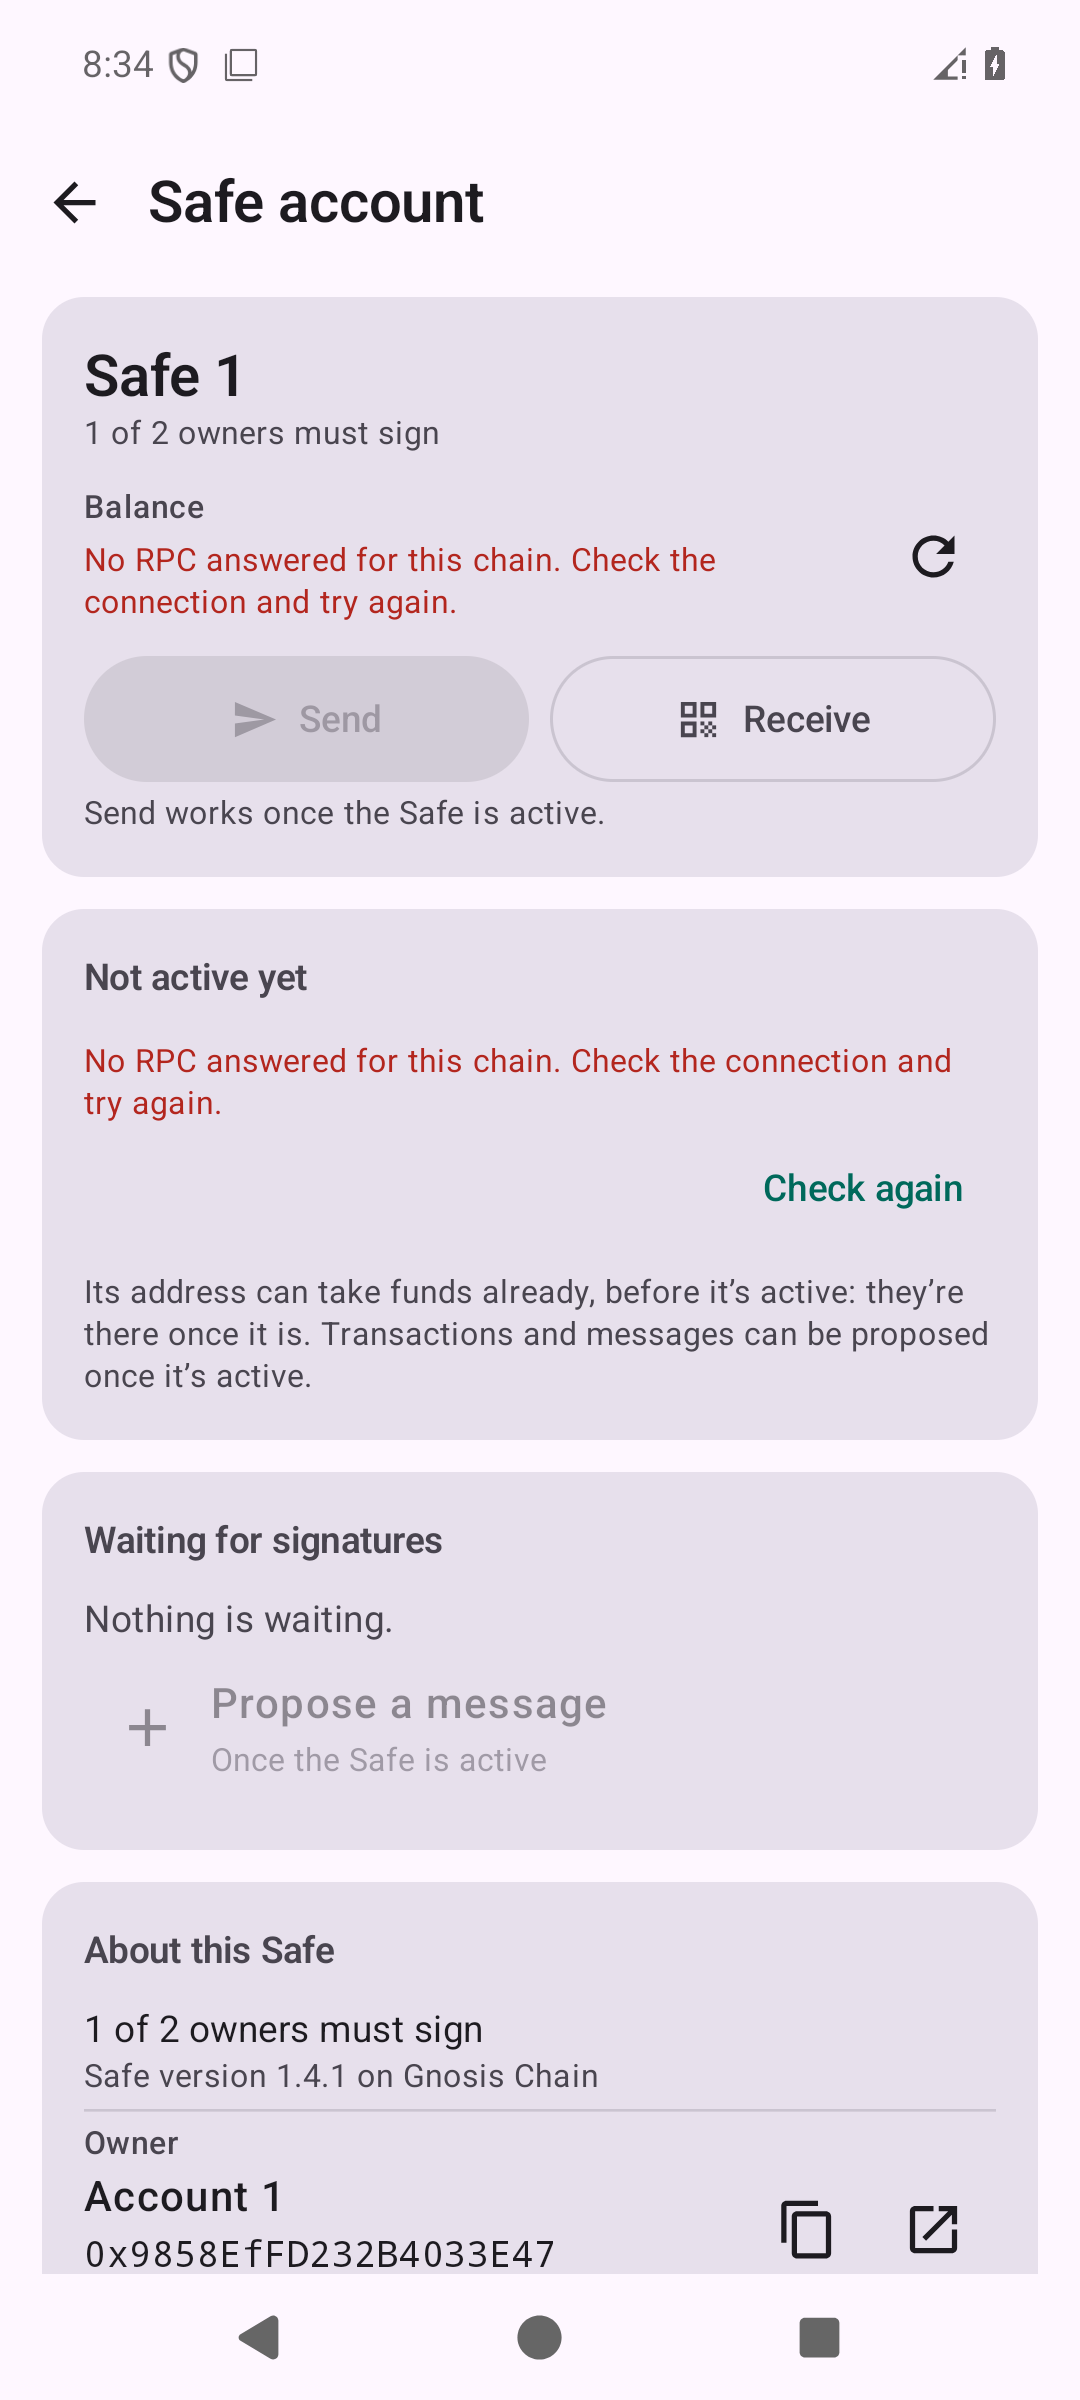 8:34
Safe account
Safe 1
1 of 2 owners must sign
Balance
No RPC answered for this chain. Check the
connection and try again.
Send
Receive
Send works once the Safe is active.
Not active yet
No RPC answered for this chain. Check the connection and
try again.
Check again
Its address can take funds already, before it’s active: they’re
there once it is. Transactions and messages can be proposed
once it’s active.
Waiting for signatures
Nothing is waiting.
Propose a message
Once the Safe is active
About this Safe
1 of 2 owners must sign
Safe version 1.4.1 on Gnosis Chain
Owner
Account 1
0x9858EfFD232B4033E47